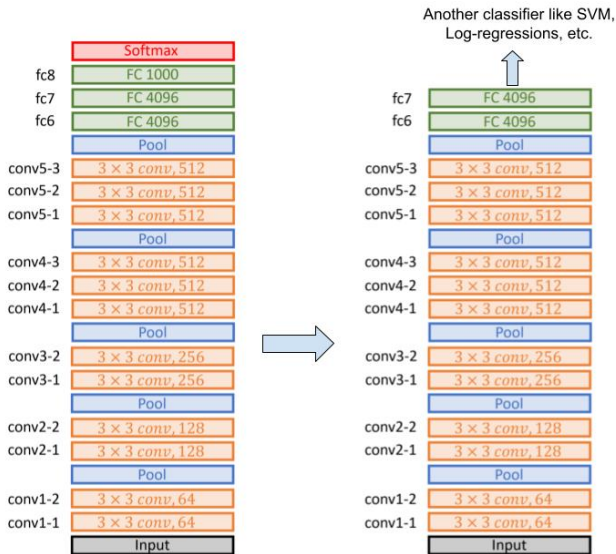 Another classifier like SVM,
Log-regressions, etc.
Softmax
fc8 FC 1000
fc7 FC 4096
fc6 FC 4096
Pool
conv5-3 3 × 3 conv, 512
conv5-2 3 × 3 conv, 512
conv5-1 3 × 3 conv, 512
Pool
conv4-3 3 × 3 conv, 512
conv4-2 3 × 3 conv, 512
conv4-1 3 × 3 conv, 512
Pool
conv3-2 3 × 3 conv, 256
conv3-1 3 × 3 conv, 256
Pool
conv2-2 3 × 3 conv, 128
conv2-1 3 × 3 conv, 128
Pool
conv1-2 3 × 3 conv, 64
conv1-1 3 × 3 conv, 64
Input
fc7 FC 4096
fc6 FC 4096
Pool
conv5-3 3 × 3 conv, 512
conv5-2 3 × 3 conv, 512
conv5-1 3 × 3 conv, 512
Pool
conv4-3 3 × 3 conv, 512
conv4-2 3 × 3 conv, 512
conv4-1 3 × 3 conv, 512
Pool
conv3-2 3 × 3 conv, 256
conv3-1 3 × 3 conv, 256
Pool
conv2-2 3 × 3 conv, 128
conv2-1 3 × 3 conv, 128
Pool
conv1-2 3 × 3 conv, 64
conv1-1 3 × 3 conv, 64
Input